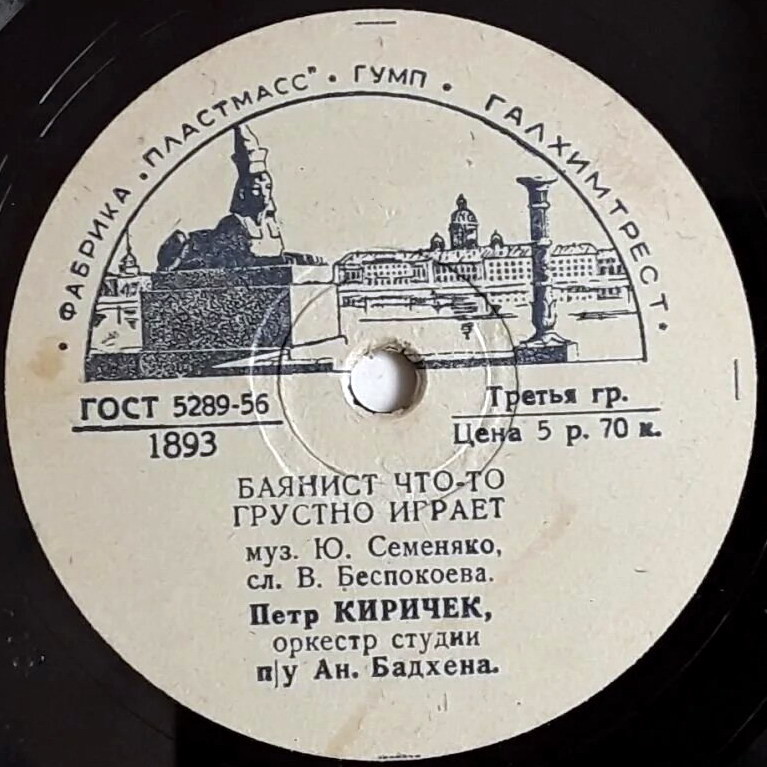 • ФАБРИКА „ПЛАСТМАСС" • ГУМП • ГАЛХИМТРЕСТ •
ГОСТ 5289-56
1893
Третья гр.
Цена 5 р. 70 к.
БАЯНИСТ ЧТО-ТО
ГРУСТНО ИГРАЕТ
муз. Ю. Семеняко,
сл. В. Беспокоева.
Петр КИРИЧЕК,
оркестр студии
п/у Ан. Бадхена.